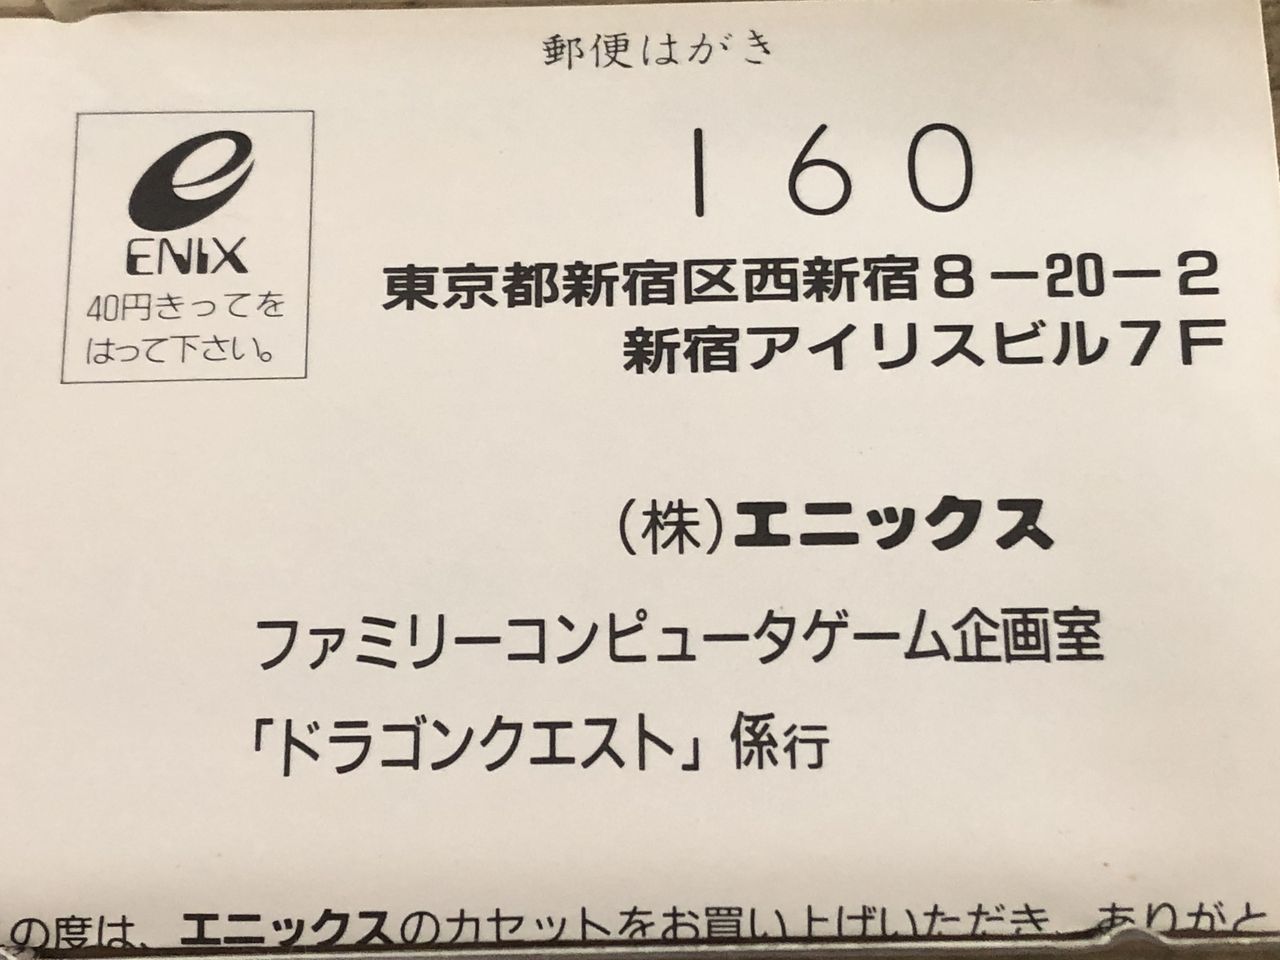 郵便はがき
160
ENIX
40円きってを
はって下さい。
東京都新宿区西新宿8-20-2
新宿アイリスビル7F
(株)エニックス
ファミリーコンピュータゲーム企画室
「ドラゴンクエスト」係行
の度は、エニックスのカセットをお買い上げいただき、ありがと